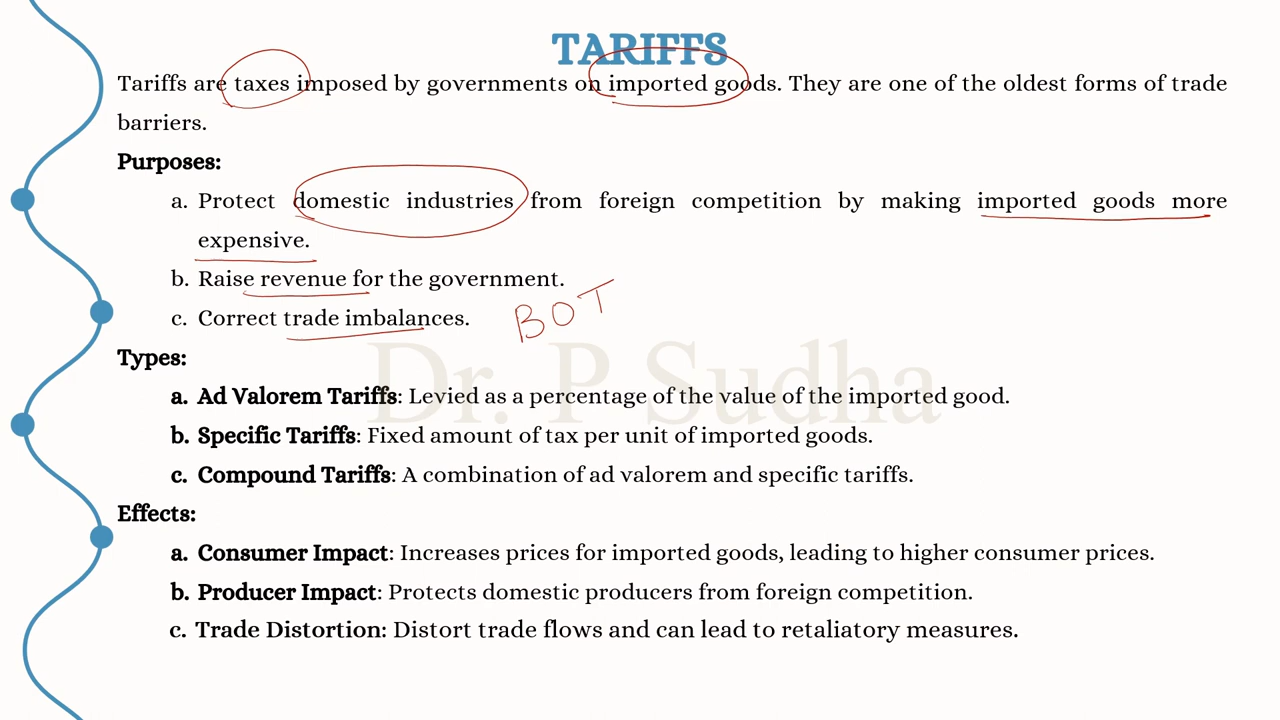 TARIFFS
Tariffs are taxes imposed by governments on imported goods. They are one of the oldest forms of trade
barriers.
Purposes:
a. Protect domestic industries from foreign competition by making imported goods more
expensive.
b. Raise revenue for the government.
c. Correct trade imbalances.
BOT
Types:
Dr. P Sudha
a. Ad Valorem Tariffs: Levied as a percentage of the value of the imported good.
b. Specific Tariffs: Fixed amount of tax per unit of imported goods.
c. Compound Tariffs: A combination of ad valorem and specific tariffs.
Effects:
a. Consumer Impact: Increases prices for imported goods, leading to higher consumer prices.
b. Producer Impact: Protects domestic producers from foreign competition.
c. Trade Distortion: Distort trade flows and can lead to retaliatory measures.